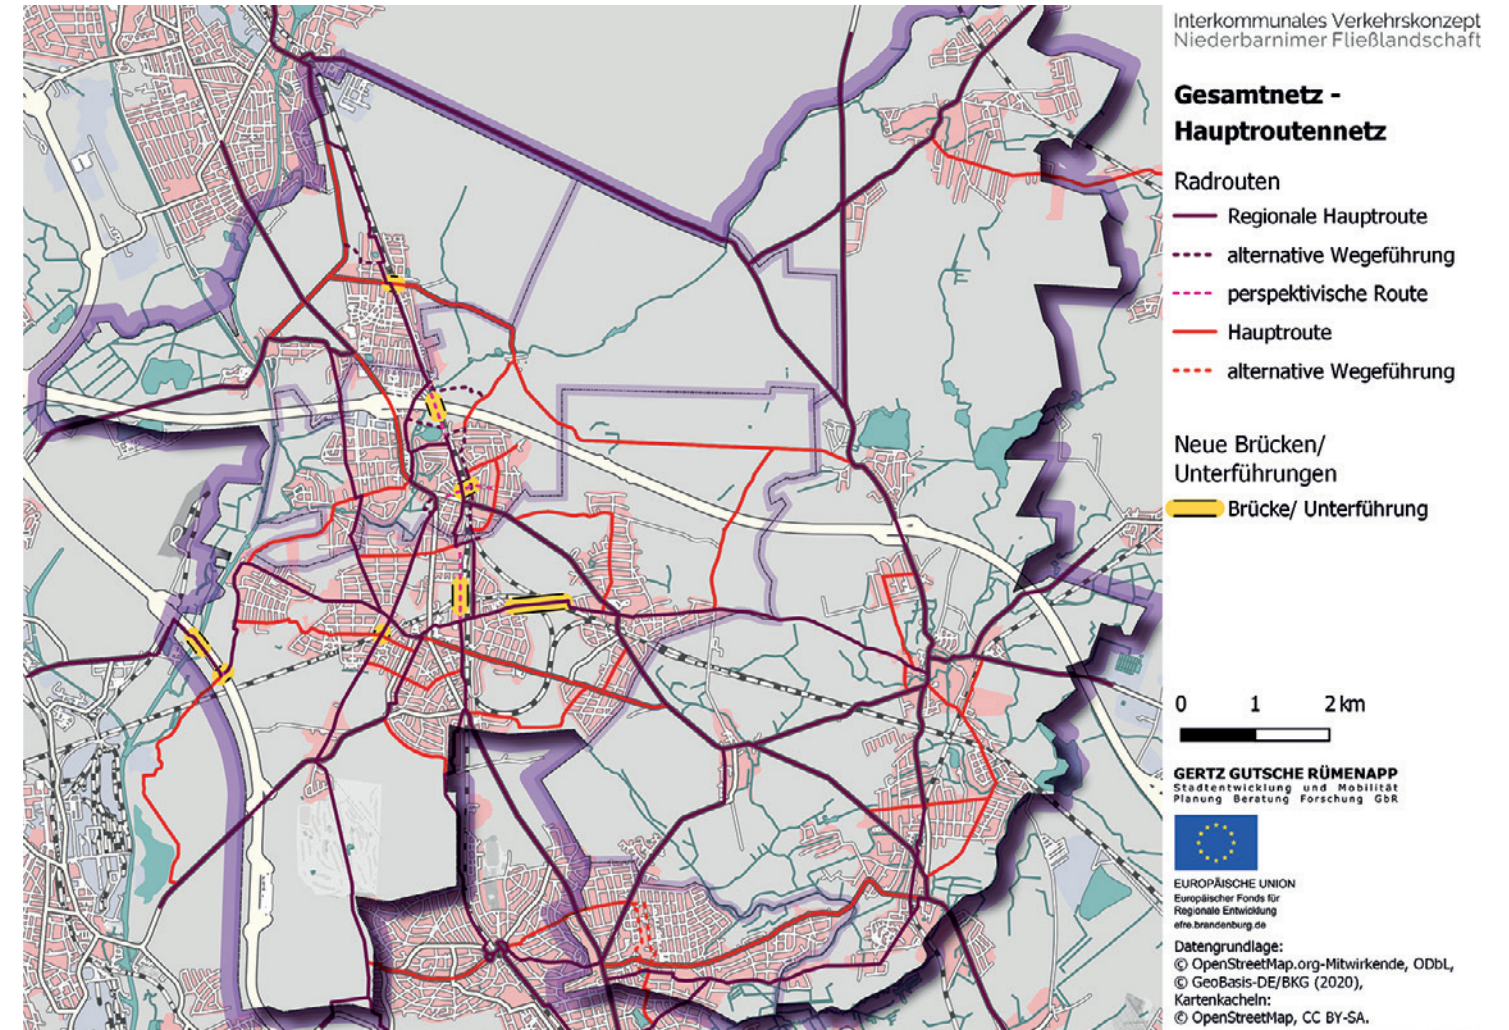 Interkommunales Verkehrskonzept
Niederbarnimer Fließlandschaft
Gesamtnetz -
Hauptroutennetz
Radrouten
Regionale Hauptroute
alternative Wegeführung
perspektivische Route
Hauptroute
alternative Wegeführung
Neue Brücken/
Unterführungen
Brücke/ Unterführung
0 1 2 km
GERTZ GUTSCHE RÜMENAPP
Stadtentwicklung und Mobilität
Planung Beratung Forschung GbR
EUROPÄISCHE UNION
Europäischer Fonds für
Regionale Entwicklung
efre.brandenburg.de
Datengrundlage:
© OpenStreetMap.org-Mitwirkende, ODbL,
© GeoBasis-DE/BKG (2020),
Kartenkacheln:
© OpenStreetMap, CC BY-SA.